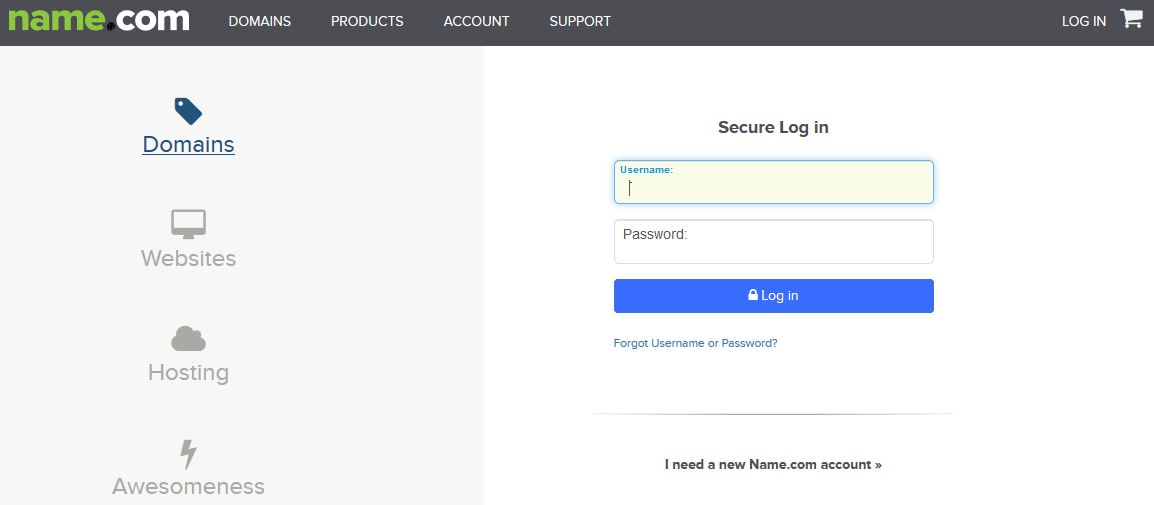 name.com DOMAINS PRODUCTS ACCOUNT SUPPORT LOG IN
Domains
Websites
Hosting
Awesomeness
Secure Log in
Username:
Password:
Log in
Forgot Username or Password?
I need a new Name.com account »